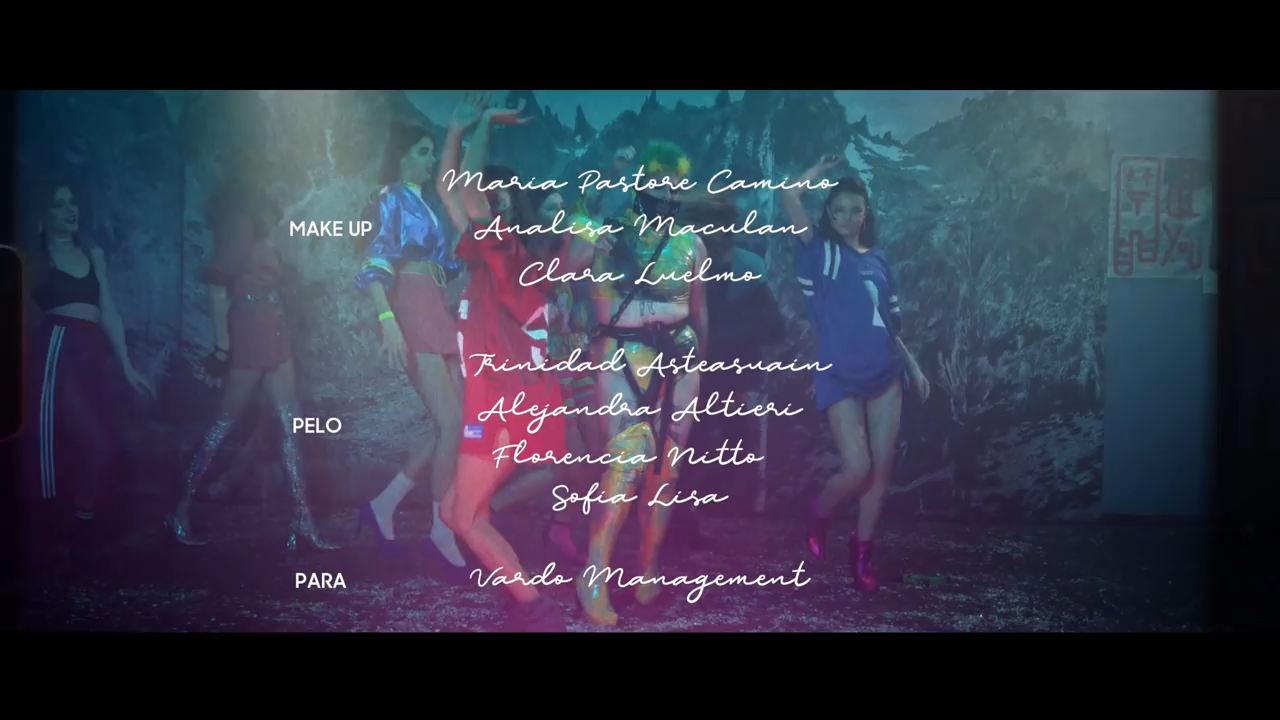 Maria Pastore Camino
MAKE UP
Analisa Maculan
Clara Luelmo
Trinidad Asteasuain
Alejandra Altieri
PELO
Florencia Nitto
Sofia Lisa
PARA
Vardo Management